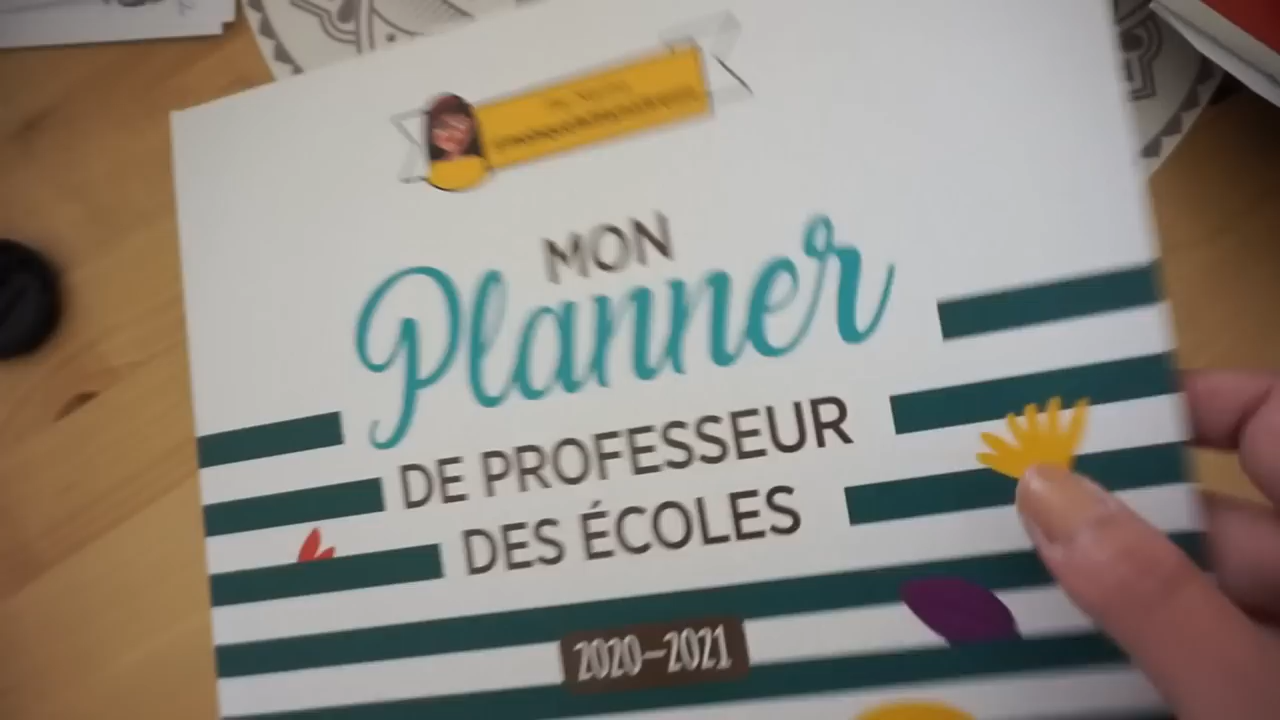 MON
Planner
DE PROFESSEUR
DES ÉCOLES
2020–2021